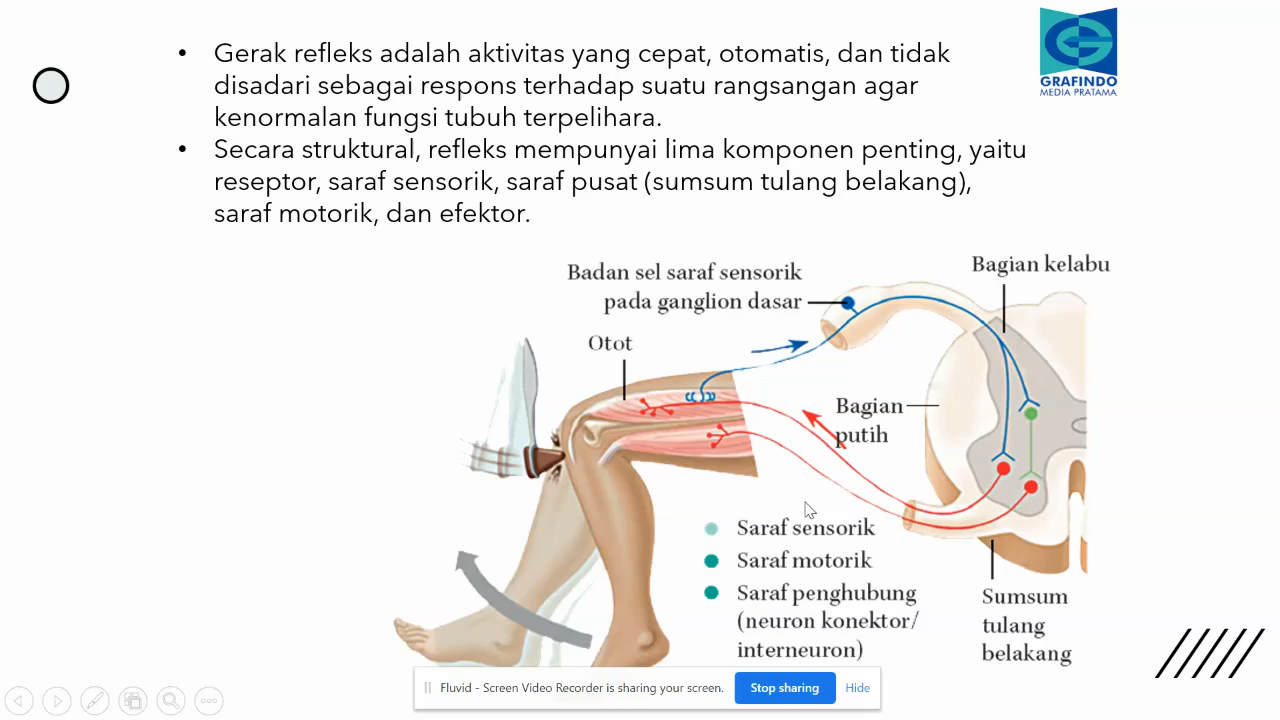 • Gerak refleks adalah aktivitas yang cepat, otomatis, dan tidak
disadari sebagai respons terhadap suatu rangsangan agar
kenormalan fungsi tubuh terpelihara.
• Secara struktural, refleks mempunyai lima komponen penting, yaitu
reseptor, saraf sensorik, saraf pusat (sumsum tulang belakang),
saraf motorik, dan efektor.
GRAFINDO
MEDIA PRATAMA
Badan sel saraf sensorik
pada ganglion dasar
Bagian kelabu
Otot
Bagian
putih
Saraf sensorik
Saraf motorik
Saraf penghubung
(neuron konektor/
interneuron)
Sumsum
tulang
belakang
Fluvid - Screen Video Recorder is sharing your screen.
Stop sharing
Hide